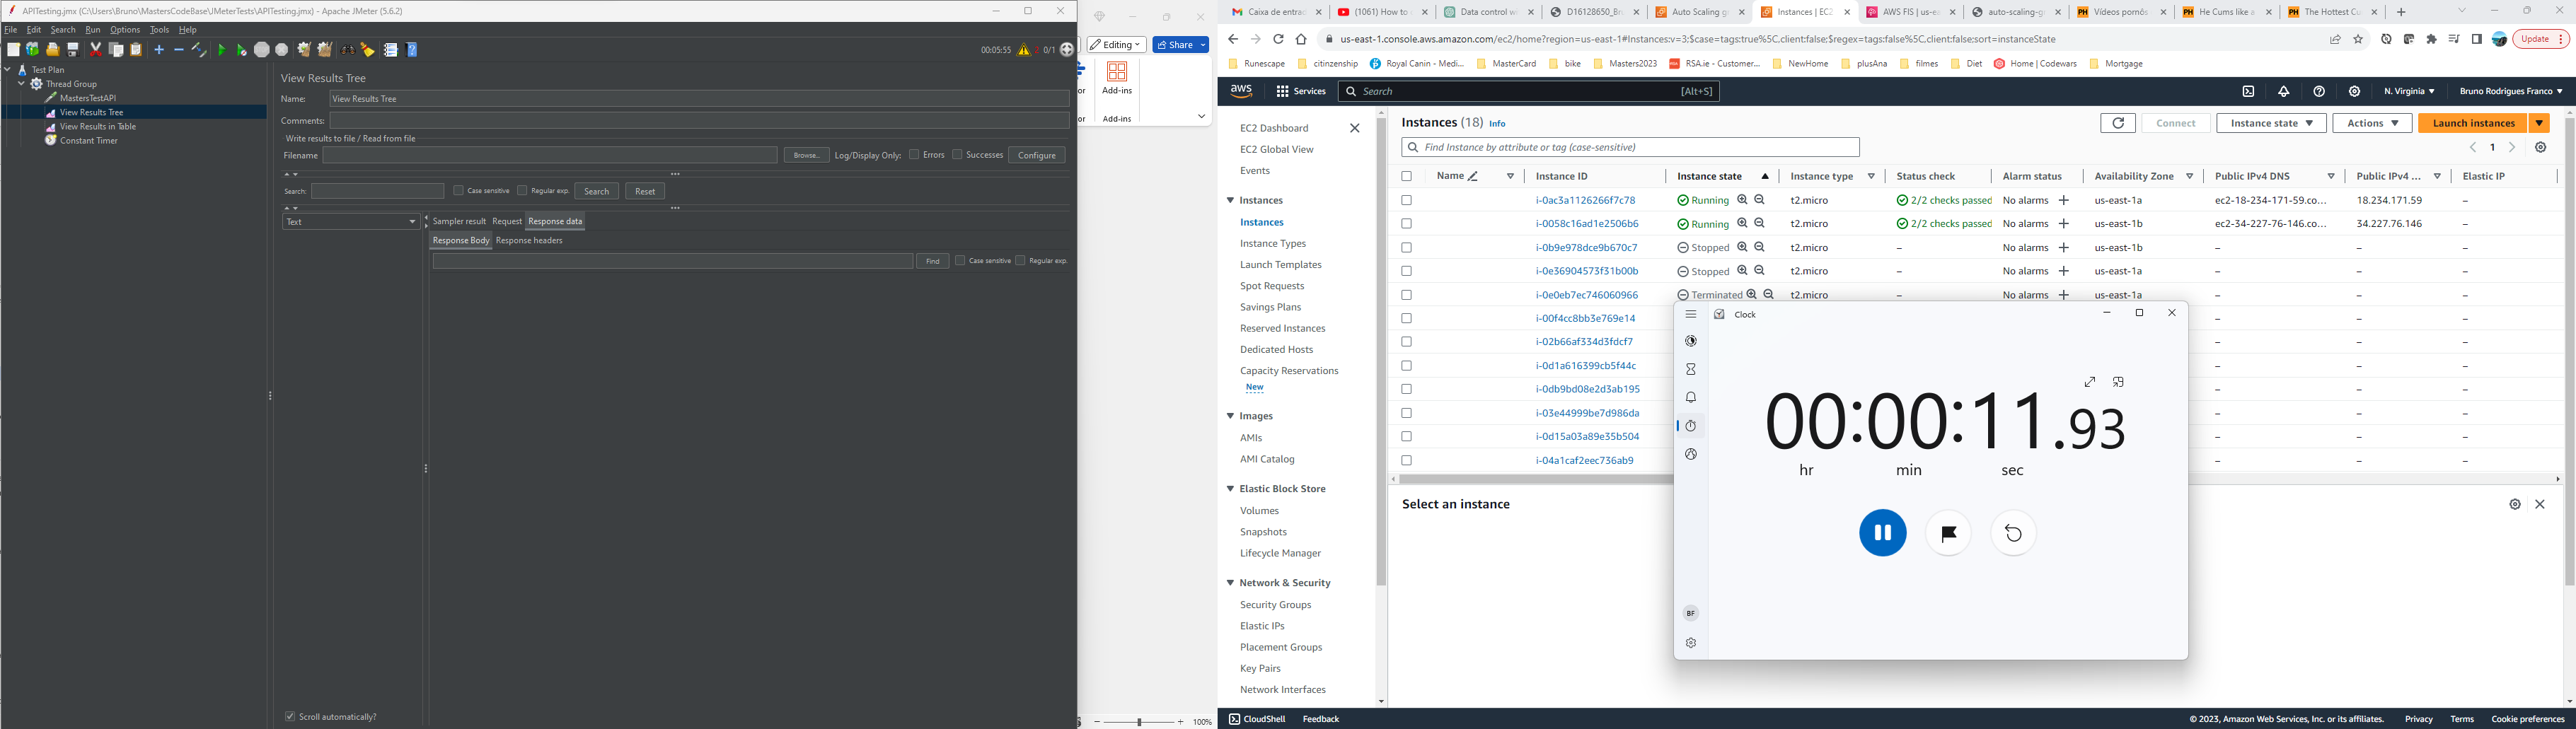 APITesting.jmx (C:\Users\Bruno\MastersCodeBase\JMeterTests\APITesting.jmx) - Apache JMeter (5.6.2)
File Edit Search Run Options Tools Help
00:05:55 2 0/1
Test Plan
Thread Group
MastersTestAPI
View Results Tree
View Results in Table
Constant Timer
View Results Tree
Name: View Results Tree
Comments:
Write results to file / Read from file
Filename Browse... Log/Display Only: Errors Successes Configure
Search: Case sensitive Regular exp. Search Reset
Text
Sampler result Request Response data
Response Body Response headers
Find Case sensitive Regular exp.
Scroll automatically?
Editing Share
or Add-ins
or Add-ins
100%
Caixa de entrad (1061) How to Data control w D16128650_Br Auto Scaling g Instances | EC2 AWS FIS | us-ea auto-scaling-g PH Vídeos pornôs PH He Cums like a PH The Hottest Cu
us-east-1.console.aws.amazon.com/ec2/home?region=us-east-1#Instances:v=3;$case=tags:true%5C,client:false;$regex=tags:false%5C,client:false;sort=instanceState
Update
Runescape citizenship Royal Canin - Medi... MasterCard bike Masters2023 RSA.ie - Customer... NewHome plusAna filmes Diet Home | Codewars Mortgage
aws Services Search [Alt+S] N. Virginia Bruno Rodrigues Franco
EC2 Dashboard
EC2 Global View
Events
Instances
Instances
Instance Types
Launch Templates
Spot Requests
Savings Plans
Reserved Instances
Dedicated Hosts
Capacity Reservations
New
Images
AMIs
AMI Catalog
Elastic Block Store
Volumes
Snapshots
Lifecycle Manager
Network & Security
Security Groups
Elastic IPs
Placement Groups
Key Pairs
Network Interfaces
Instances (18) Info
Connect Instance state Actions Launch instances
Find Instance by attribute or tag (case-sensitive)
1
Name Instance ID Instance state Instance type Status check Alarm status Availability Zone Public IPv4 DNS Public IPv4 ... Elastic IP
i-0ac3a1126266f7c78 Running t2.micro 2/2 checks passed No alarms + us-east-1a ec2-18-234-171-59.co... 18.234.171.59 –
i-0058c16ad1e2506b6 Running t2.micro 2/2 checks passed No alarms + us-east-1b ec2-34-227-76-146.co... 34.227.76.146 –
i-0b9e978dce9b670c7 Stopped t2.micro – No alarms + us-east-1b – – –
i-0e36904573f31b00b Stopped t2.micro – No alarms + us-east-1a – – –
i-0e0eb7ec746060966 Terminated t2.micro – No alarms + us-east-1a – – –
i-00f4cc8bb3e769e14 – – –
i-02b66af334d3fdcf7 – – –
i-0d1a616399cb5f44c – – –
i-0db9bd08e2d3ab195 – – –
i-03e44999be7d986da – – –
i-0d15a03a89e35b504 – – –
i-04a1caf2eec736ab9 – – –
Select an instance
Clock
00:00:11.93
hr min sec
BF
CloudShell Feedback © 2023, Amazon Web Services, Inc. or its affiliates. Privacy Terms Cookie preferences